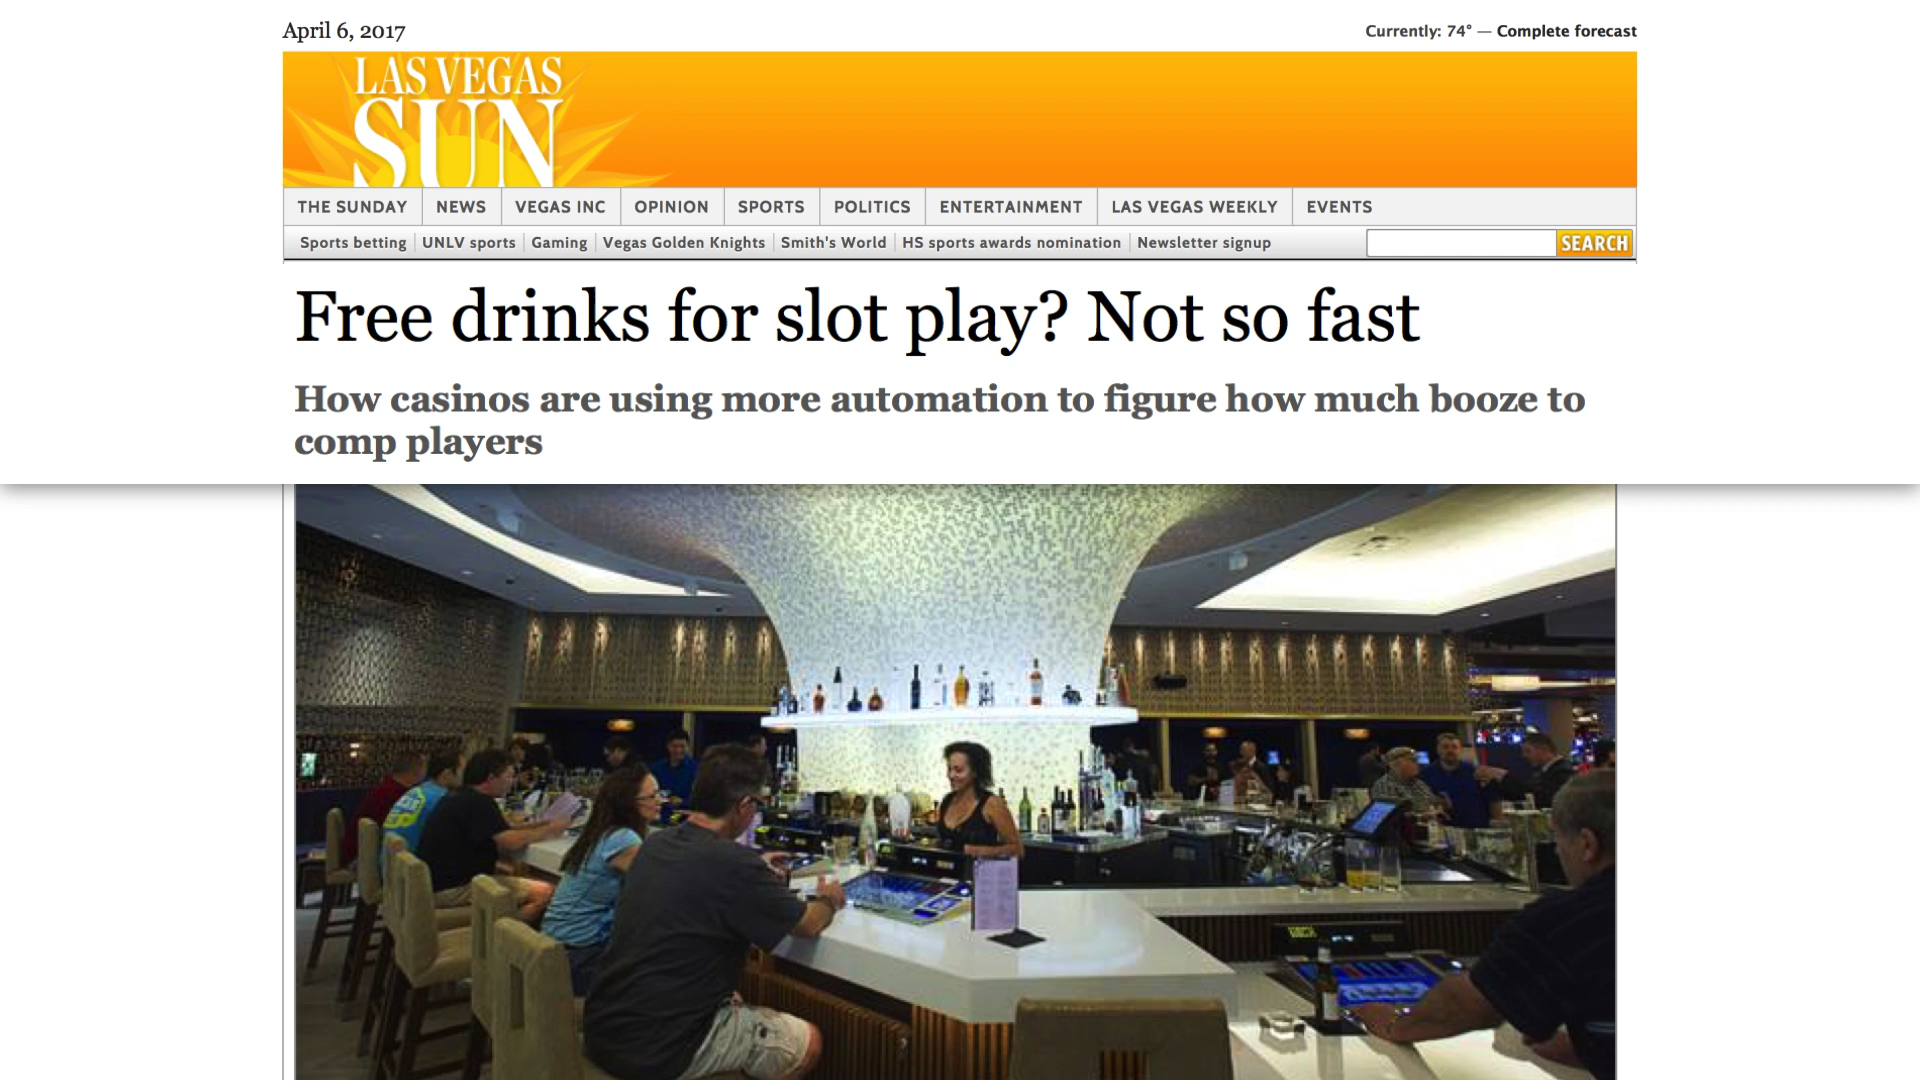 April 6, 2017
Currently: 74° — Complete forecast
LAS VEGAS
SUN
THE SUNDAY NEWS VEGAS INC OPINION SPORTS POLITICS ENTERTAINMENT LAS VEGAS WEEKLY EVENTS
Sports betting UNLV sports Gaming Vegas Golden Knights Smith's World HS sports awards nomination Newsletter signup SEARCH
Free drinks for slot play? Not so fast
How casinos are using more automation to figure how much booze to
comp players